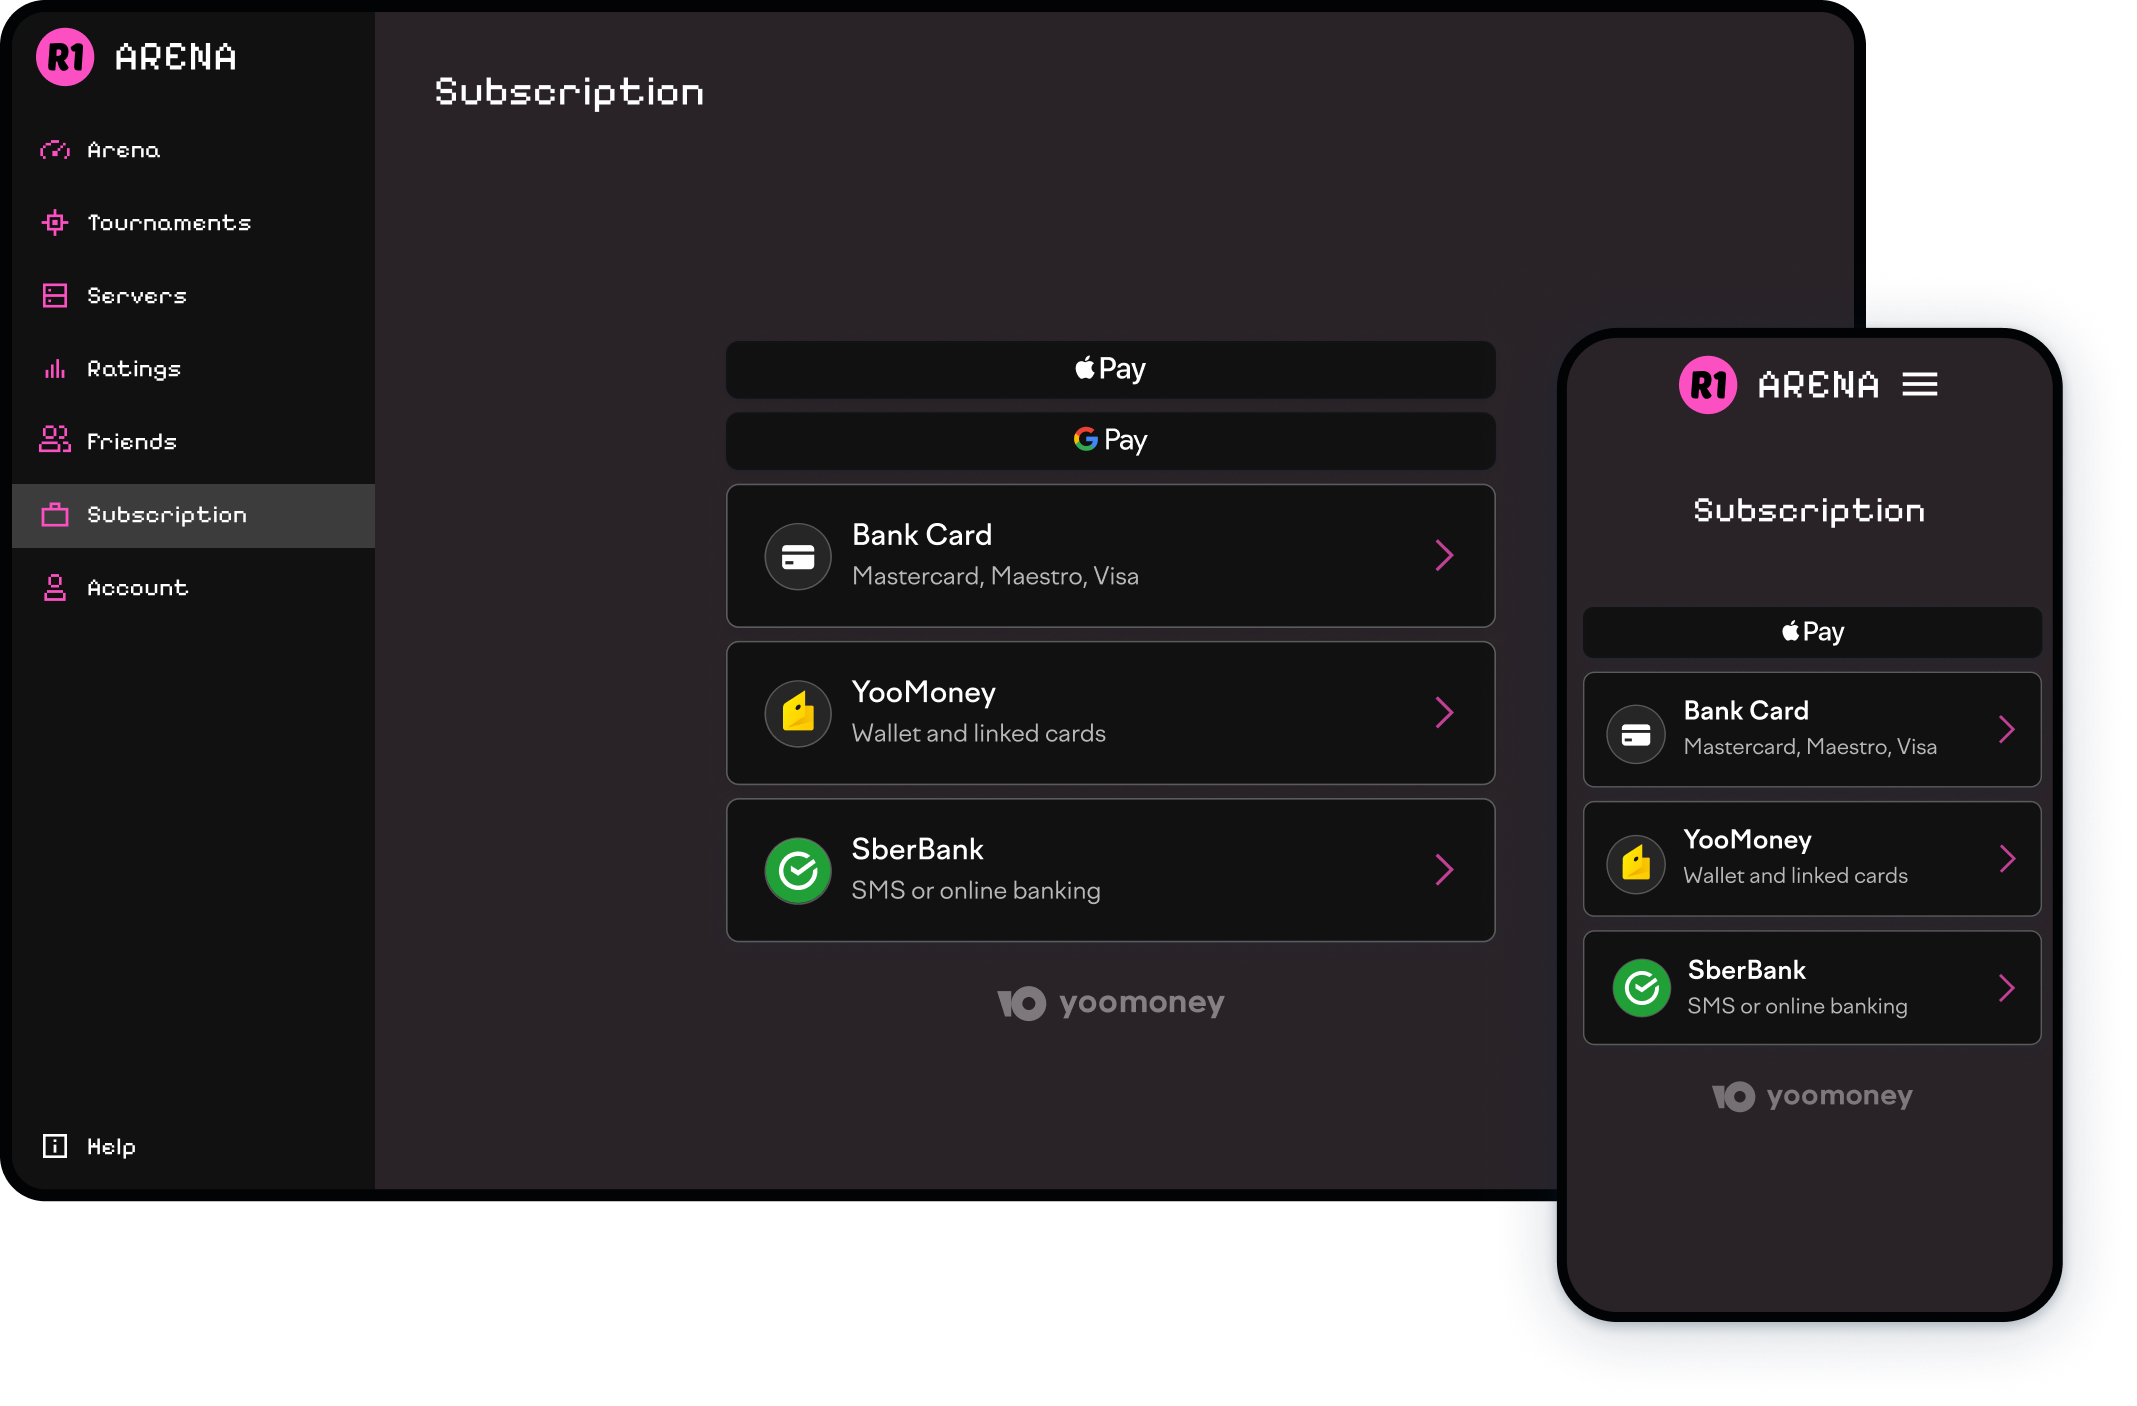 R1 ARENA
Arena
Tournaments
Servers
Ratings
Friends
Subscription
Account
Help
Subscription
Pay
G Pay
Bank Card
Mastercard, Maestro, Visa
YooMoney
Wallet and linked cards
SberBank
SMS or online banking
yoomoney
R1 ARENA
Subscription
Pay
Bank Card
Mastercard, Maestro, Visa
YooMoney
Wallet and linked cards
SberBank
SMS or online banking
yoomoney